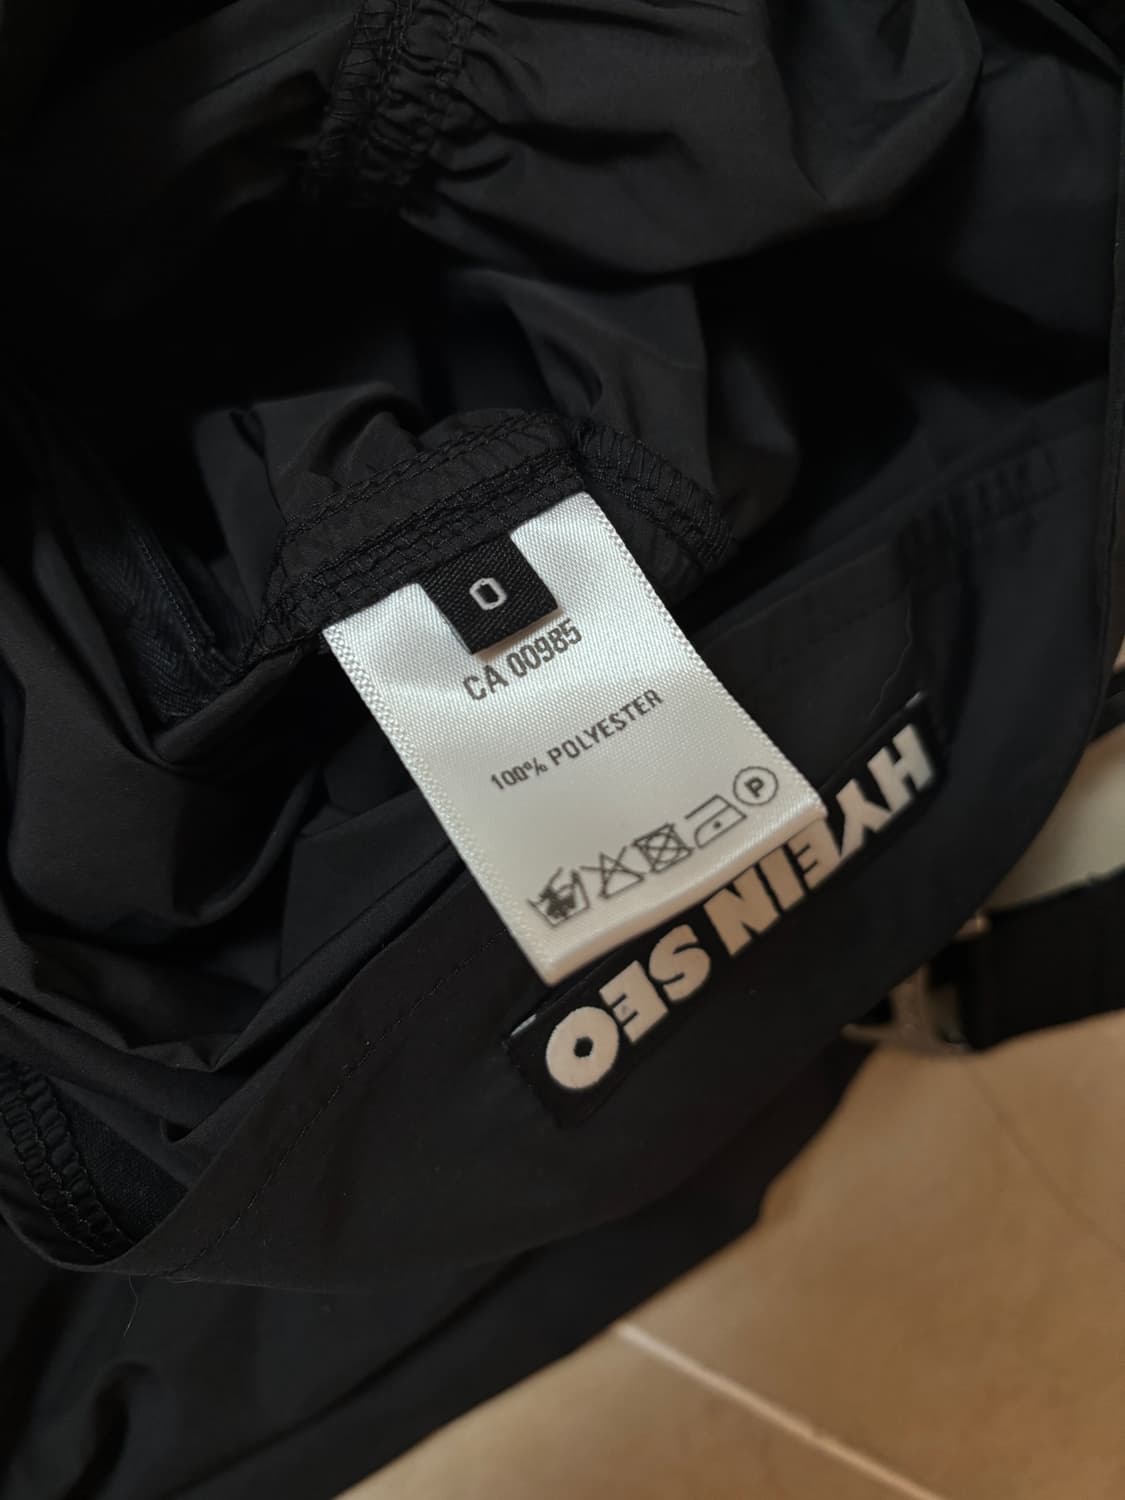 0
CA 00985
100% POLYESTER
P
HYEIN SEO